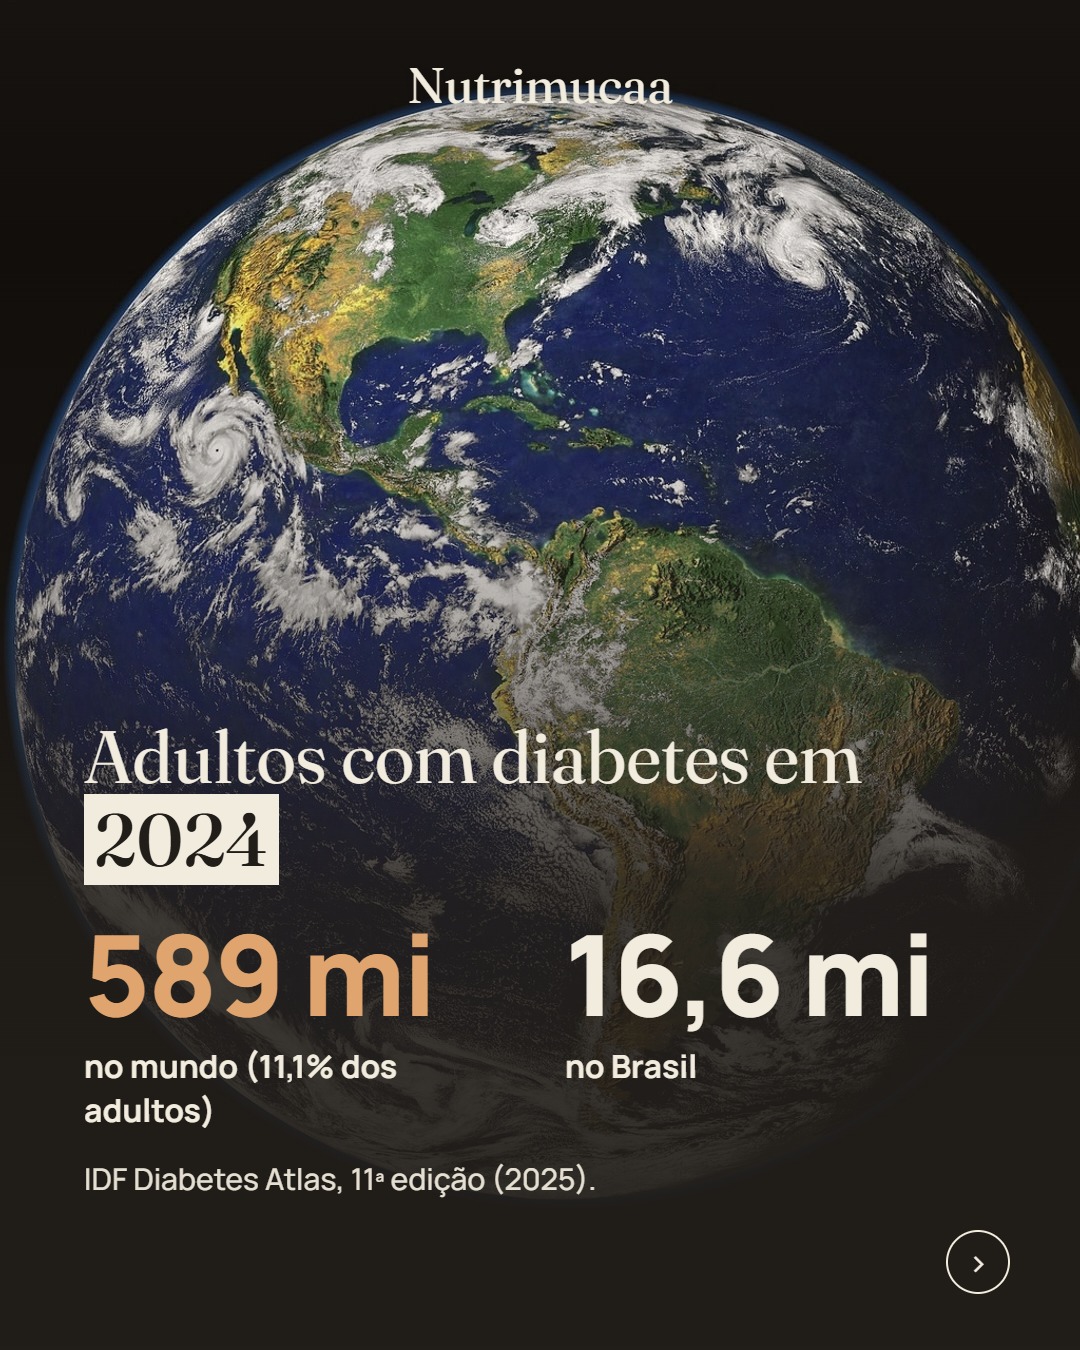 Nutrimucaa
Adultos com diabetes em
2024
589 mi
no mundo (11,1% dos
adultos)
16,6 mi
no Brasil
IDF Diabetes Atlas, 11ª edição (2025).